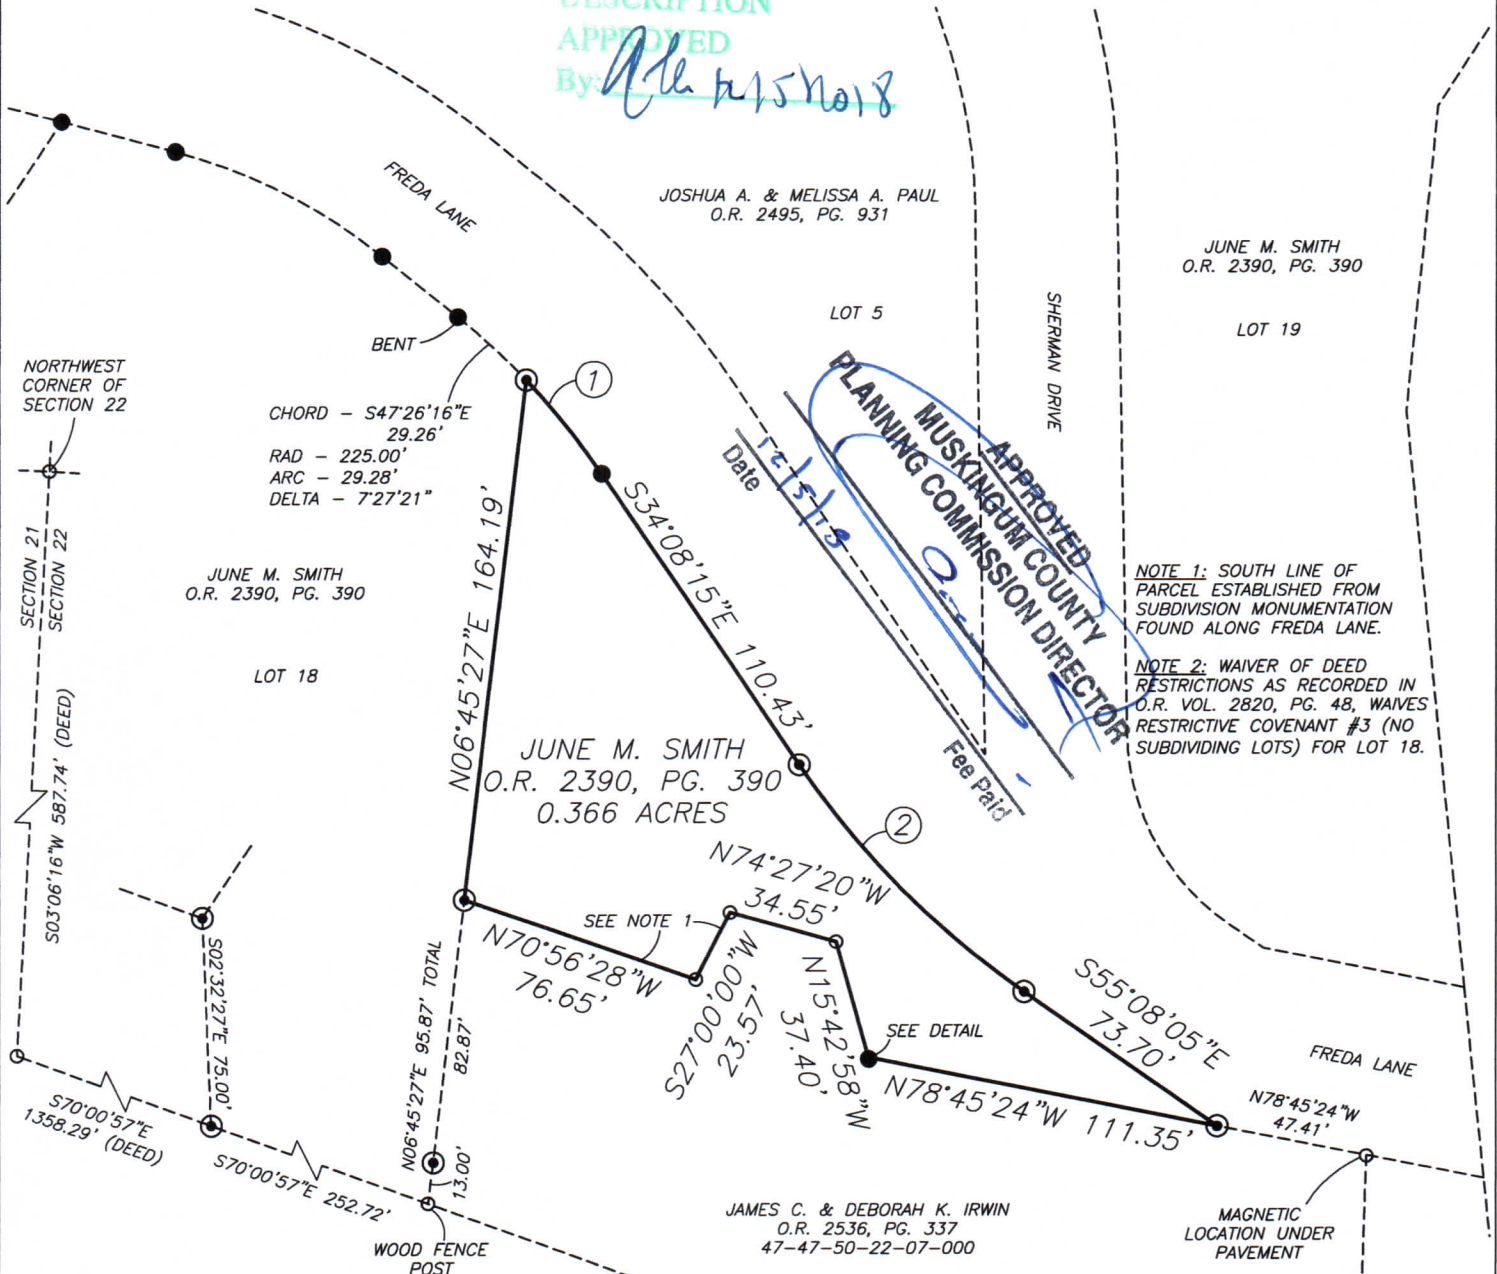 DESCRIPTION
APPROVED
By:
FREDA LANE
JOSHUA A. & MELISSA A. PAUL
O.R. 2495, PG. 931
LOT 5
SHERMAN DRIVE
JUNE M. SMITH
O.R. 2390, PG. 390
LOT 19
BENT
NORTHWEST
CORNER OF
SECTION 22
CHORD - S47°26'16"E
29.26'
RAD - 225.00'
ARC - 29.28'
DELTA - 7°27'21"
1
APPROVED
MUSKINGUM COUNTY
PLANNING COMMISSION DIRECTOR
Date
12/5/18
Fee Paid
SECTION 21
SECTION 22
JUNE M. SMITH
O.R. 2390, PG. 390
LOT 18
N06°45'27"E 164.19'
S34°08'15"E 110.43'
NOTE 1: SOUTH LINE OF
PARCEL ESTABLISHED FROM
SUBDIVISION MONUMENTATION
FOUND ALONG FREDA LANE.
NOTE 2: WAIVER OF DEED
RESTRICTIONS AS RECORDED IN
O.R. VOL. 2820, PG. 48, WAIVES
RESTRICTIVE COVENANT #3 (NO
SUBDIVIDING LOTS) FOR LOT 18.
S03°06'16"W 587.74' (DEED)
JUNE M. SMITH
O.R. 2390, PG. 390
0.366 ACRES
2
N74°27'20"W
34.55'
SEE NOTE 1
N70°56'28"W
76.65'
S27°00'00"W
23.57'
N15°42'58"W
37.40'
SEE DETAIL
S55°08'05"E
73.70'
N78°45'24"W 111.35'
FREDA LANE
N78°45'24"W
47.41'
S02°32'27"E 75.00'
N06°45'27"E 95.87' TOTAL
82.87'
13.00'
S70°00'57"E
1358.29' (DEED)
S70°00'57"E 252.72'
WOOD FENCE
POST
JAMES C. & DEBORAH K. IRWIN
O.R. 2536, PG. 337
47-47-50-22-07-000
MAGNETIC
LOCATION UNDER
PAVEMENT